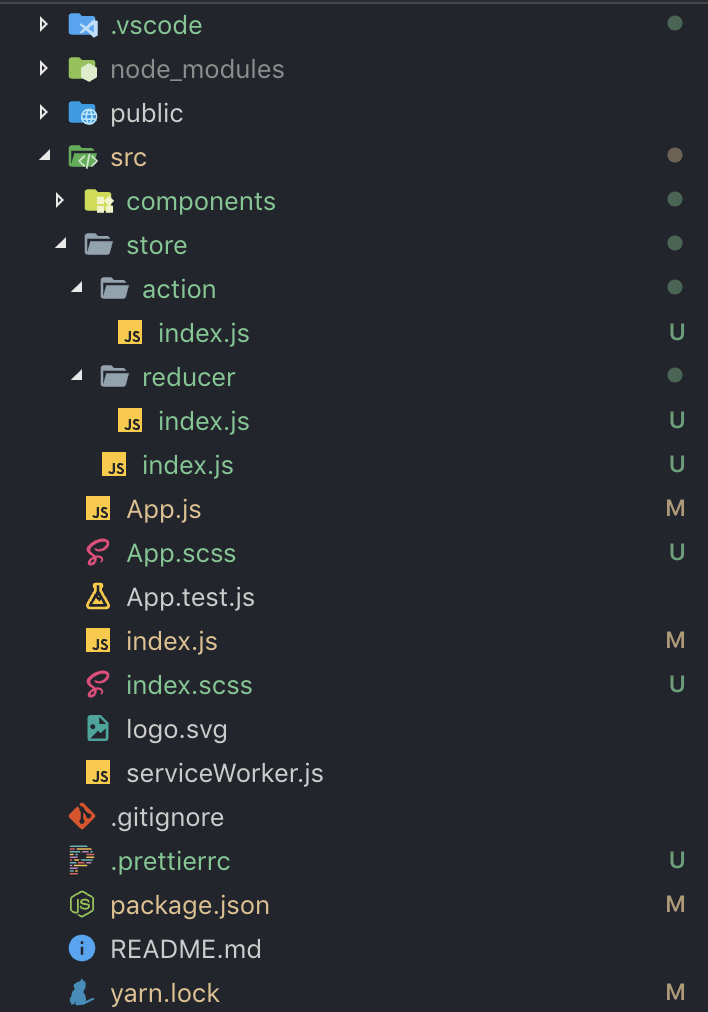 .vscode
node_modules
public
src
components
store
action
JS index.js U
reducer
JS index.js U
JS index.js U
JS App.js M
App.scss U
App.test.js
JS index.js M
index.scss U
logo.svg
JS serviceWorker.js
.gitignore
.prettierrc U
JS package.json M
i README.md
yarn.lock M